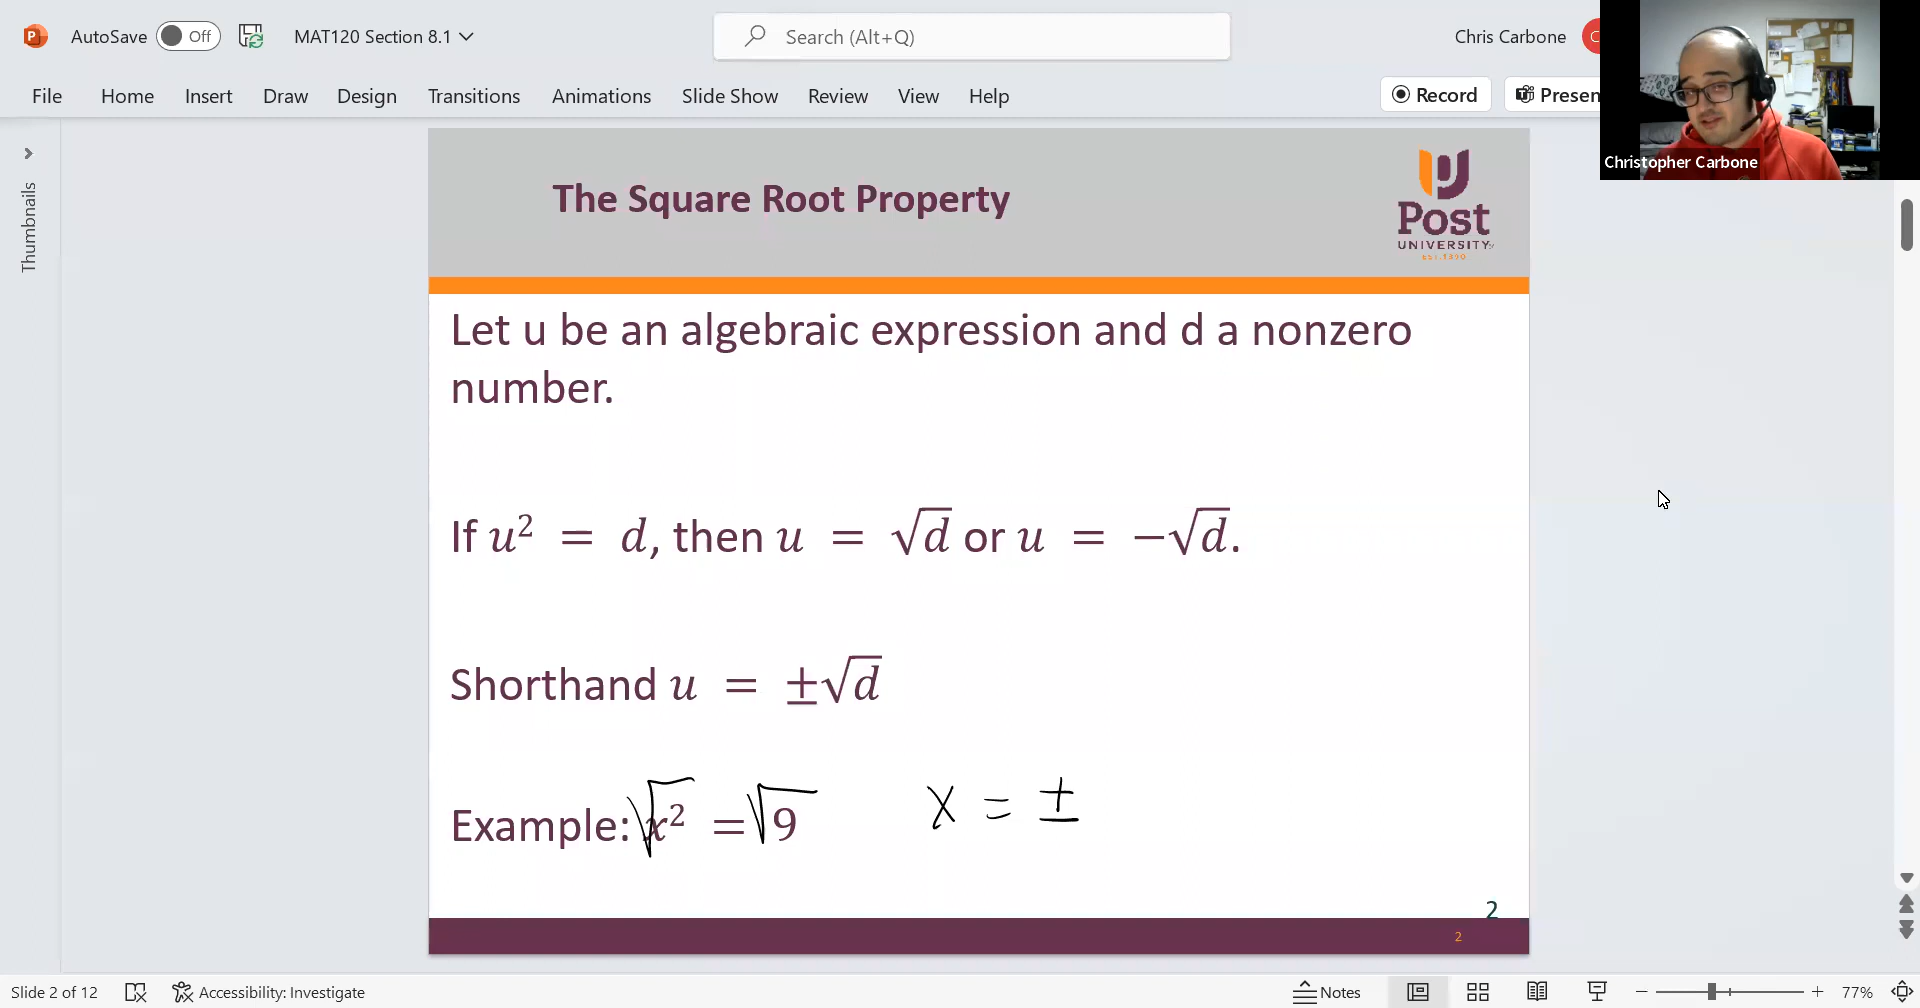 AutoSave Off MAT120 Section 8.1 Search (Alt+Q) Chris Carbone
File Home Insert Draw Design Transitions Animations Slide Show Review View Help Record Presen
Christopher Carbone
Thumbnails
The Square Root Property
Post
UNIVERSITY
EST.1890
Let u be an algebraic expression and d a nonzero
number.
If u² = d, then u = √d or u = −√d.
Shorthand u = ±√d
Example: √x² = √9 x = ±
2
2
Slide 2 of 12 Accessibility: Investigate Notes 77%